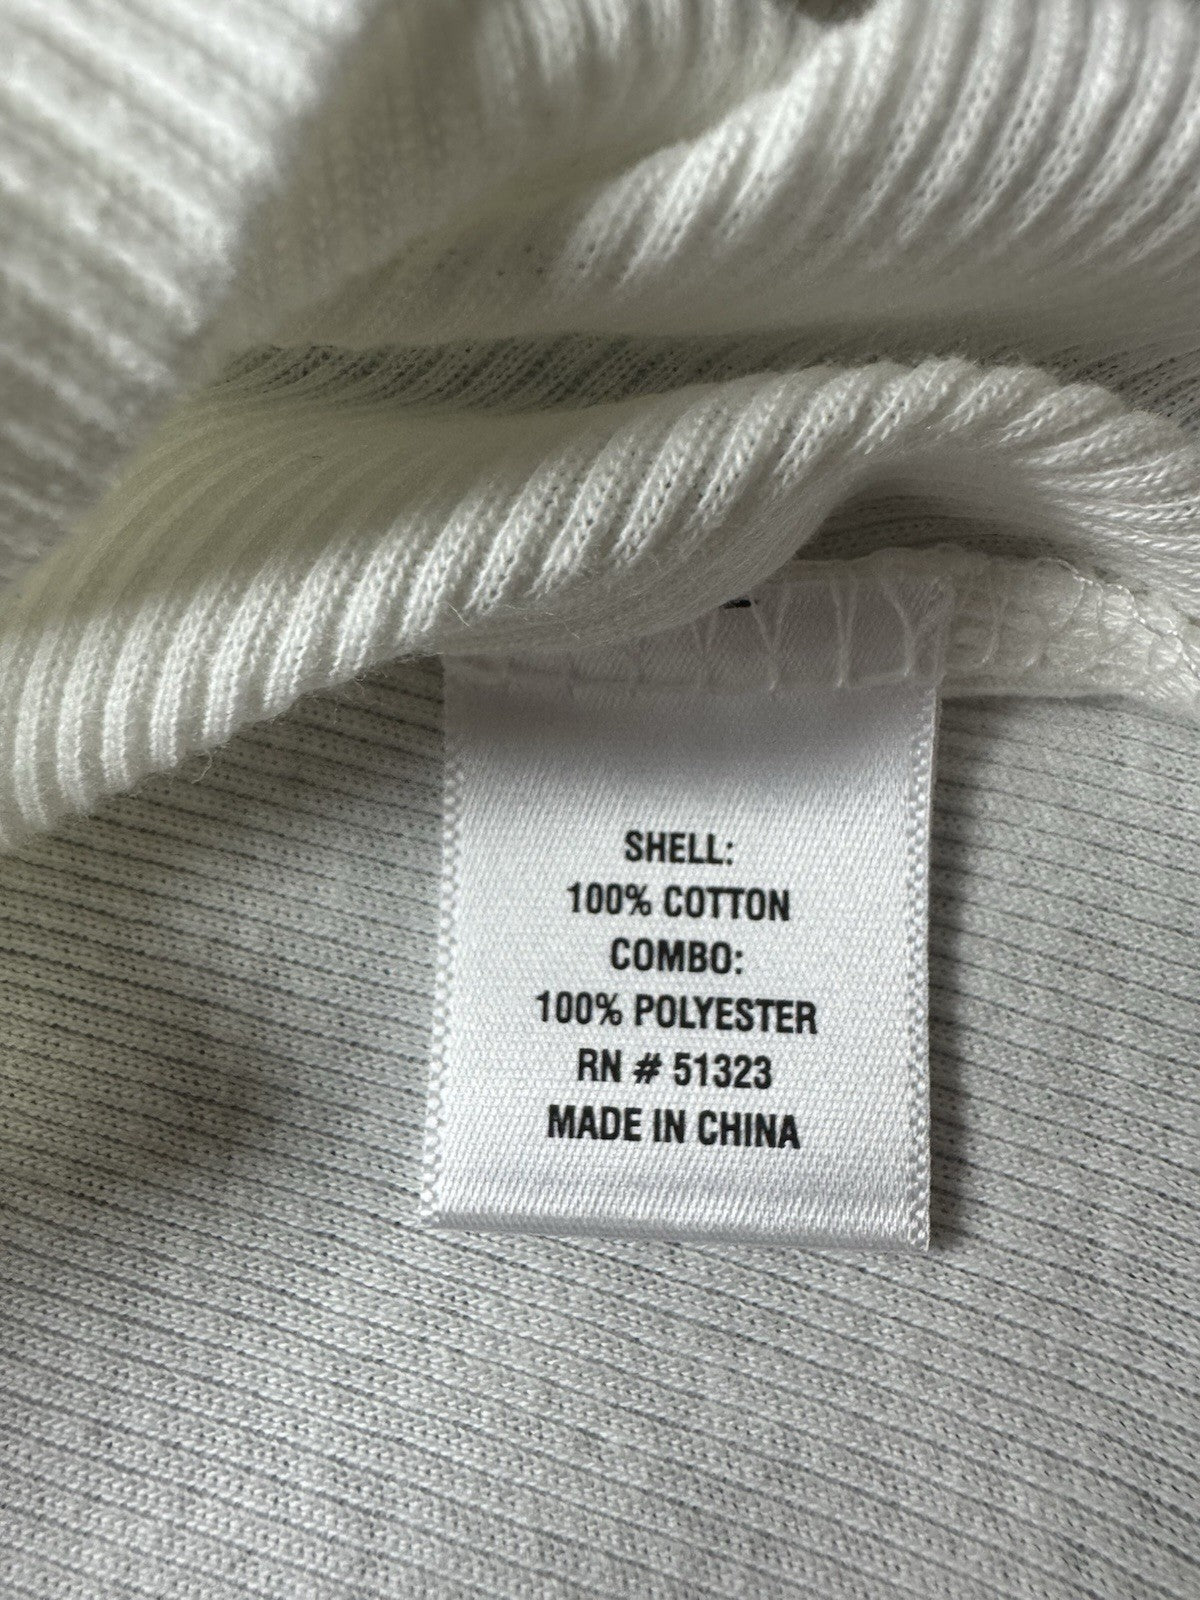 SHELL:
100% COTTON
COMBO:
100% POLYESTER
RN # 51323
MADE IN CHINA